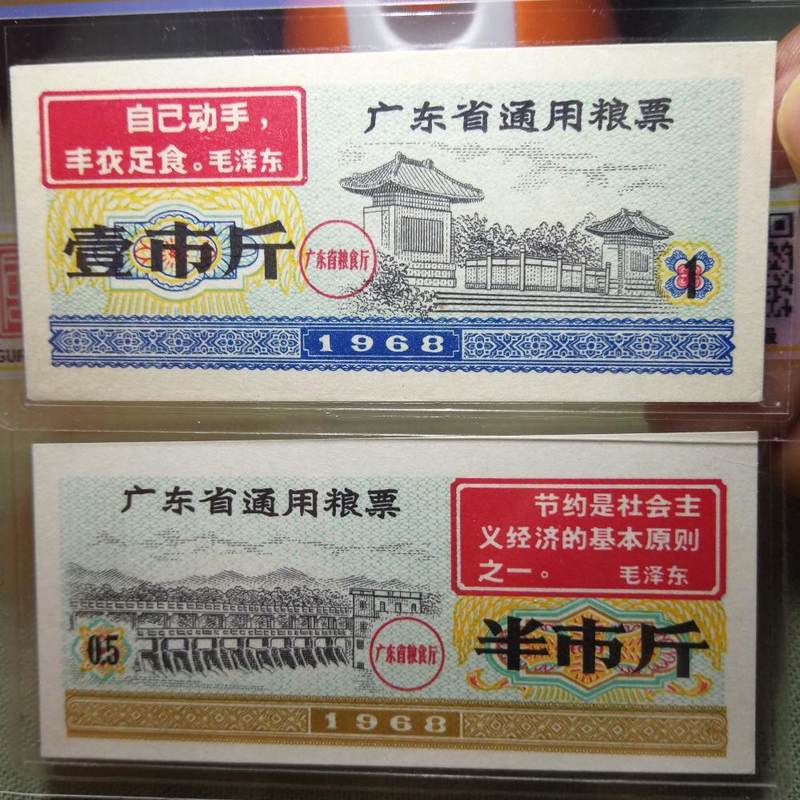 自己动手，
丰衣足食。毛泽东
广东省通用粮票
壹市斤
广东省粮食厅
1
1968
广东省通用粮票
节约是社会主
义经济的基本原则
之一。 毛泽东
0.5
广东省粮食厅
半市斤
1968